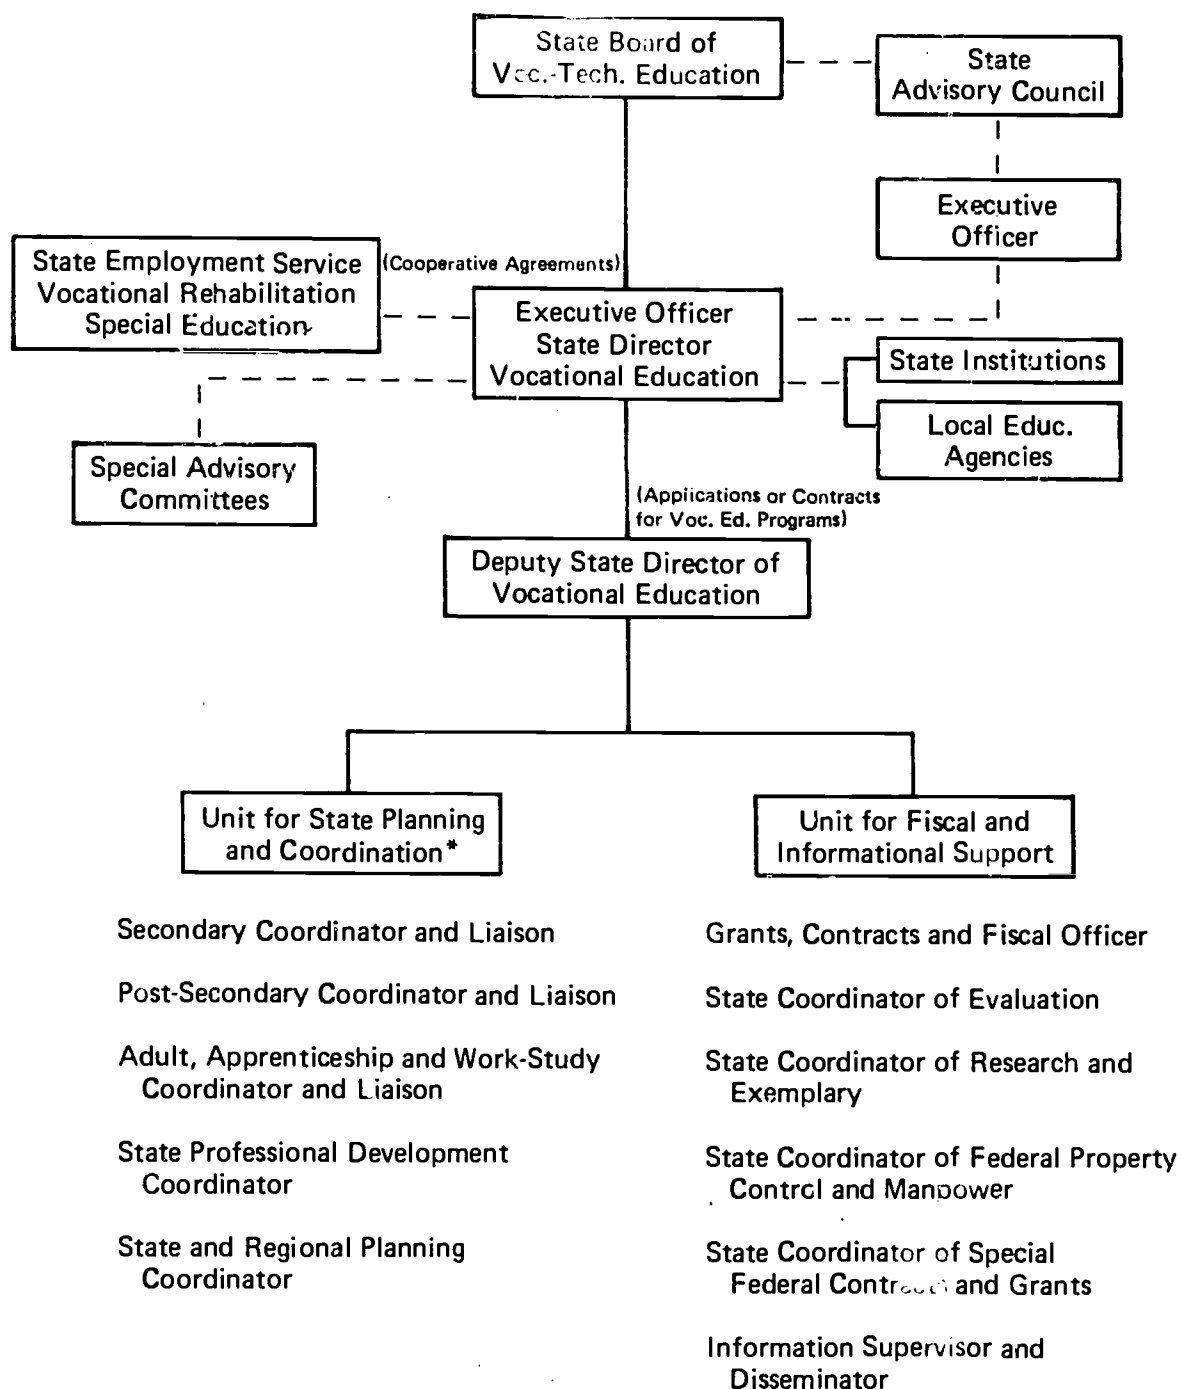 State Board of
Voc.-Tech. Education
State
Advisory Council
Executive
Officer
State Employment Service
Vocational Rehabilitation
Special Education
(Cooperative Agreements)
Executive Officer
State Director
Vocational Education
State Institutions
Local Educ.
Agencies
Special Advisory
Committees
(Applications or Contracts
for Voc. Ed. Programs)
Deputy State Director of
Vocational Education
Unit for State Planning
and Coordination*
Secondary Coordinator and Liaison
Post-Secondary Coordinator and Liaison
Adult, Apprenticeship and Work-Study
Coordinator and Liaison
State Professional Development
Coordinator
State and Regional Planning
Coordinator
Unit for Fiscal and
Informational Support
Grants, Contracts and Fiscal Officer
State Coordinator of Evaluation
State Coordinator of Research and
Exemplary
State Coordinator of Federal Property
Control and Manpower
State Coordinator of Special
Federal Contracts and Grants
Information Supervisor and
Disseminator